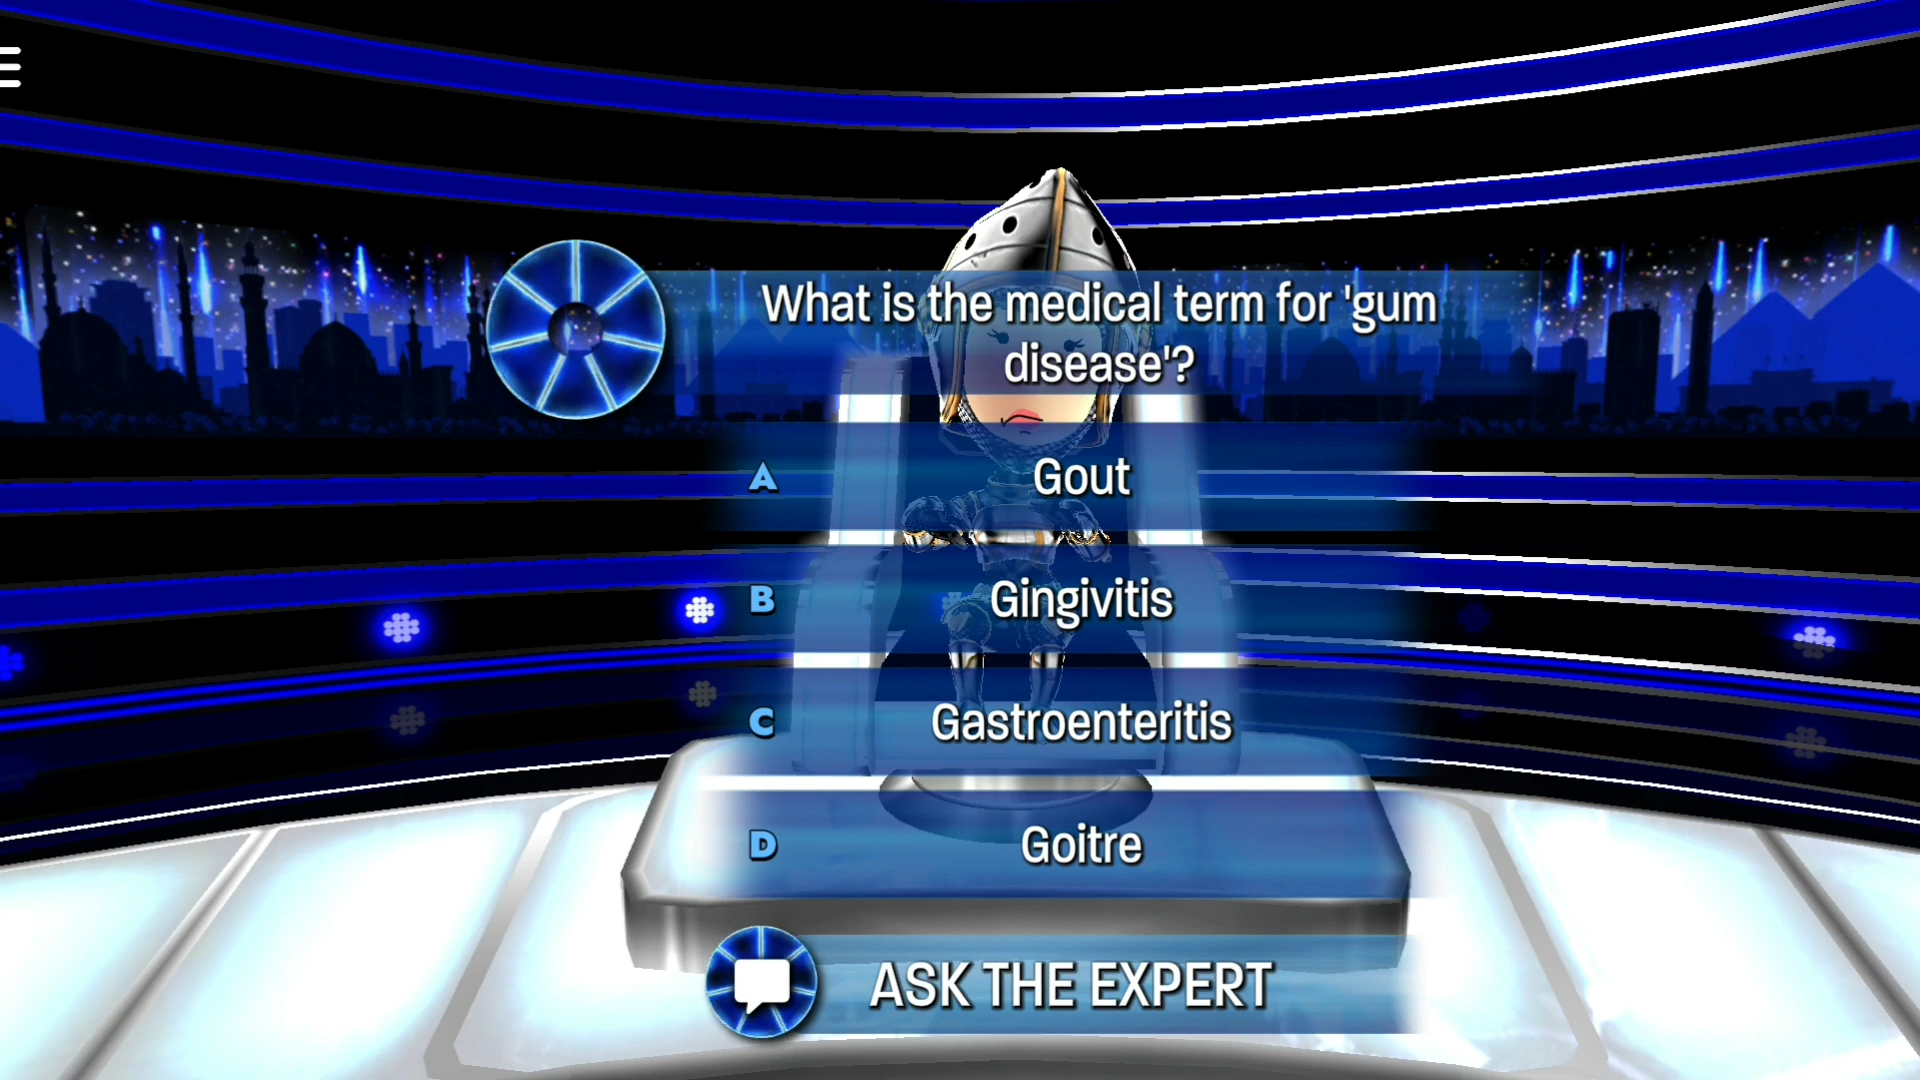 What is the medical term for 'gum
disease'?
A Gout
B Gingivitis
C Gastroenteritis
D Goitre
ASK THE EXPERT